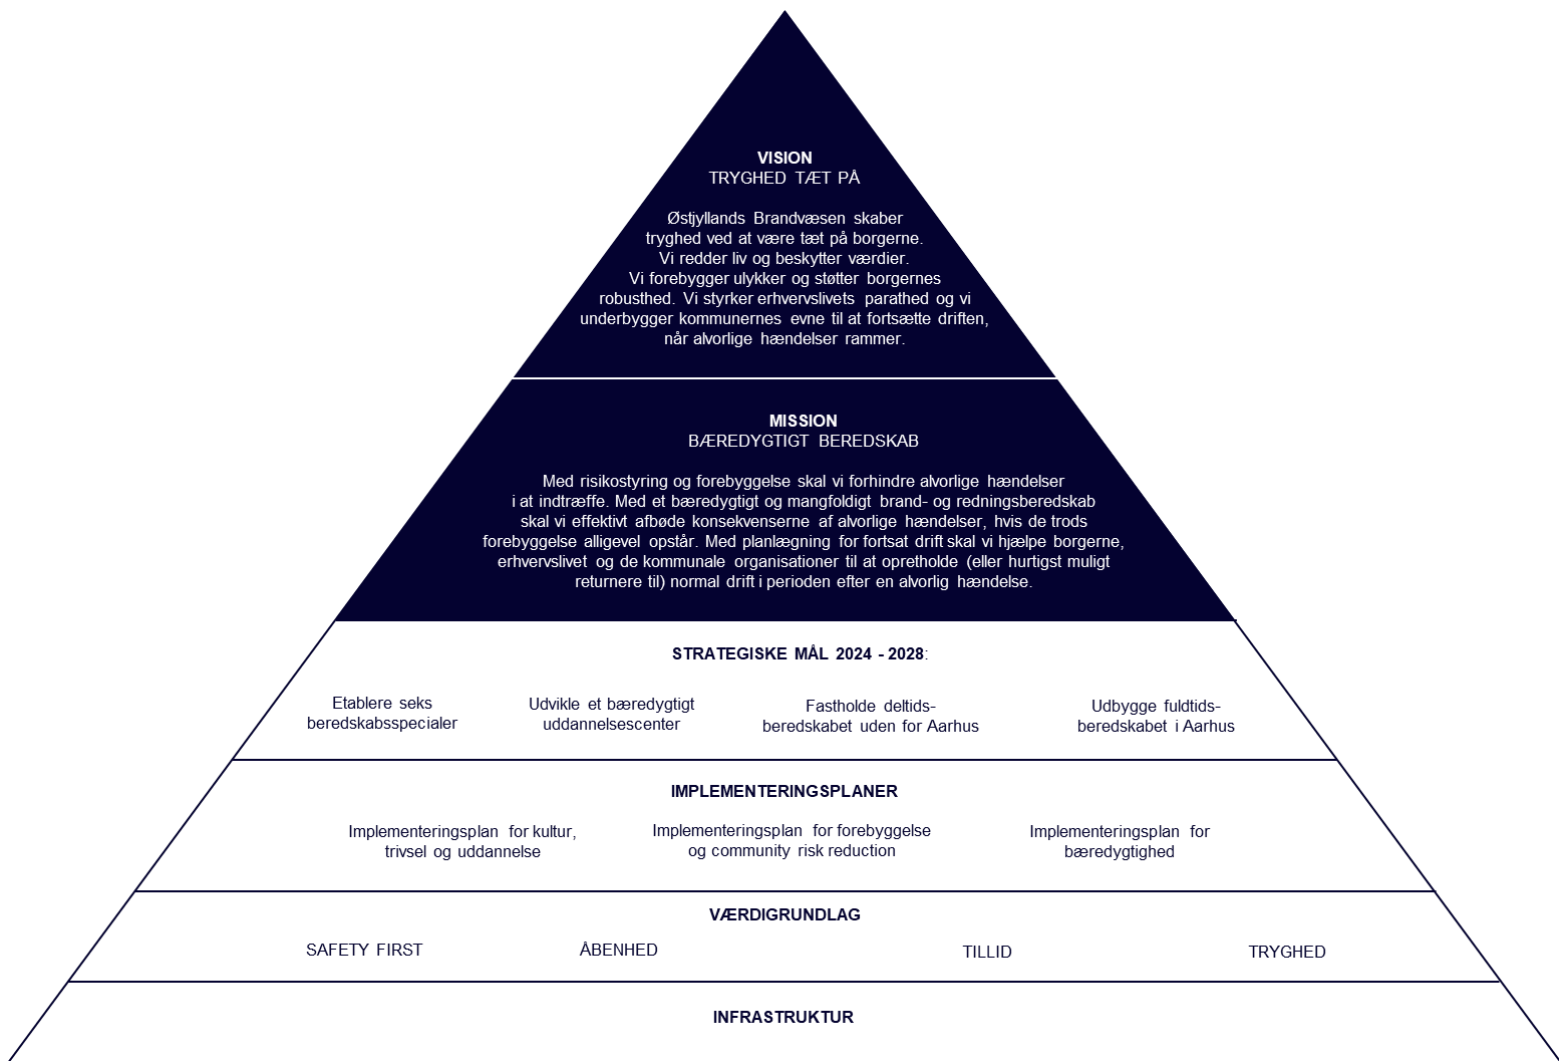 VISION
TRYGHED TÆT PÅ
Østjyllands Brandvæsen skaber
tryghed ved at være tæt på borgerne.
Vi redder liv og beskytter værdier.
Vi forebygger ulykker og støtter borgernes
robusthed. Vi styrker erhvervslivets parathed og vi
underbygger kommunernes evne til at fortsætte driften,
når alvorlige hændelser rammer.
MISSION
BÆREDYGTIGT BEREDSKAB
Med risikostyring og forebyggelse skal vi forhindre alvorlige hændelser
i at indtræffe. Med et bæredygtigt og mangfoldigt brand- og redningsberedskab
skal vi effektivt afbøde konsekvenserne af alvorlige hændelser, hvis de trods
forebyggelse alligevel opstår. Med planlægning for fortsat drift skal vi hjælpe borgerne,
erhvervslivet og de kommunale organisationer til at opretholde (eller hurtigst muligt
returnere til) normal drift i perioden efter en alvorlig hændelse.
STRATEGISKE MÅL 2024 - 2028:
Etablere seks
beredskabsspecialer
Udvikle et bæredygtigt
uddannelsescenter
Fastholde deltids-
beredskabet uden for Aarhus
Udbygge fuldtids-
beredskabet i Aarhus
IMPLEMENTERINGSPLANER
Implementeringsplan for kultur,
trivsel og uddannelse
Implementeringsplan for forebyggelse
og community risk reduction
Implementeringsplan for
bæredygtighed
VÆRDIGRUNDLAG
SAFETY FIRST
ÅBENHED
TILLID
TRYGHED
INFRASTRUKTUR